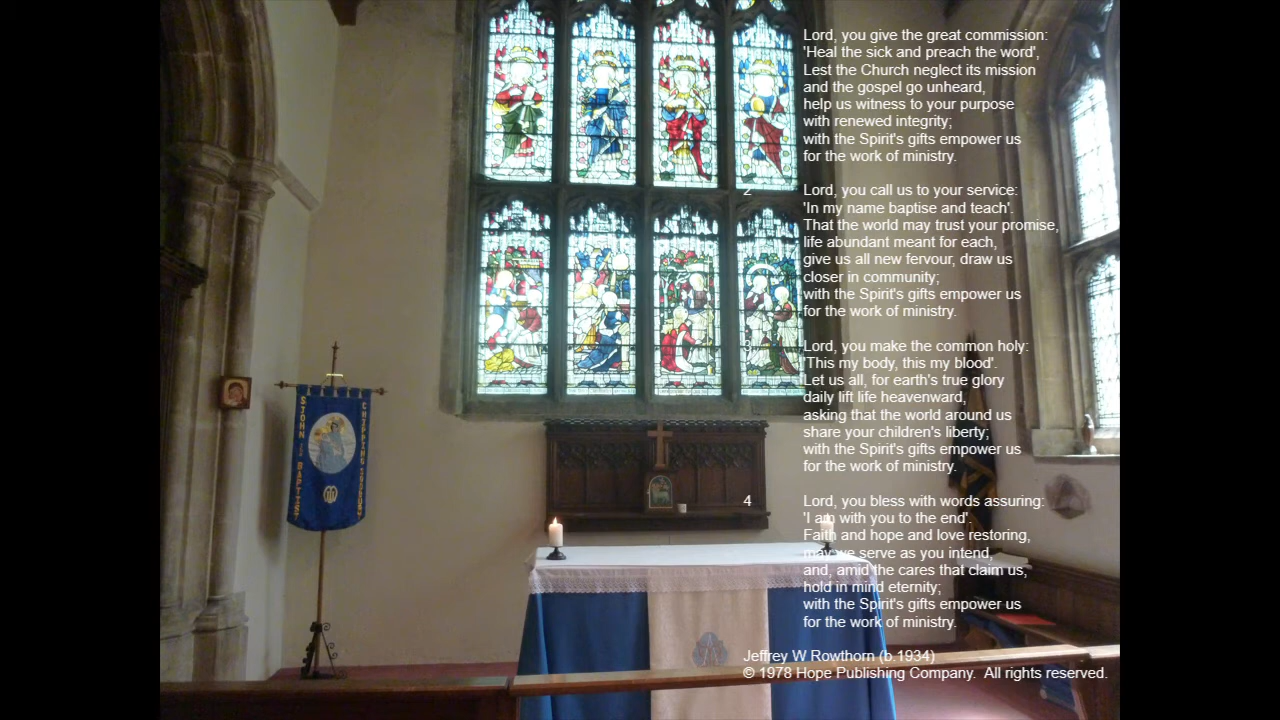 Lord, you give the great commission:
'Heal the sick and preach the word',
Lest the Church neglect its mission
and the gospel go unheard,
help us witness to your purpose
with renewed integrity;
with the Spirit's gifts empower us
for the work of ministry.
2 Lord, you call us to your service:
'In my name baptise and teach'.
That the world may trust your promise,
life abundant meant for each,
give us all new fervour, draw us
closer in community;
with the Spirit's gifts empower us
for the work of ministry.
3 Lord, you make the common holy:
'This my body, this my blood'.
Let us all, for earth's true glory
daily lift life heavenward,
asking that the world around us
share your children's liberty;
with the Spirit's gifts empower us
for the work of ministry.
4 Lord, you bless with words assuring:
'I am with you to the end'.
Faith and hope and love restoring,
may we serve as you intend,
and, amid the cares that claim us,
hold in mind eternity;
with the Spirit's gifts empower us
for the work of ministry.
Jeffrey W Rowthorn (b.1934)
© 1978 Hope Publishing Company.  All rights reserved.
S. JOHN THE BAPTIST
CHIPPING SODBURY